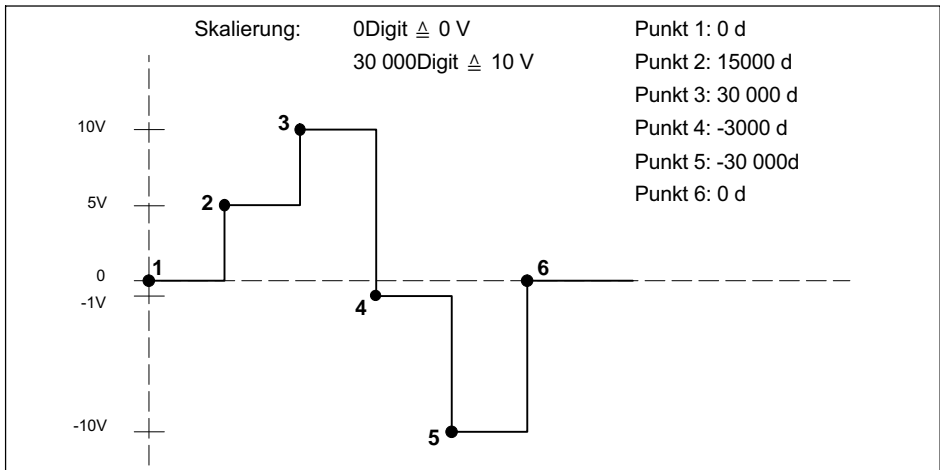 Skalierung: 0Digit ≙ 0 V
30 000Digit ≙ 10 V
Punkt 1: 0 d
Punkt 2: 15000 d
Punkt 3: 30 000 d
Punkt 4: -3000 d
Punkt 5: -30 000d
Punkt 6: 0 d
10V
5V
0
-1V
-10V
1
2
3
4
5
6